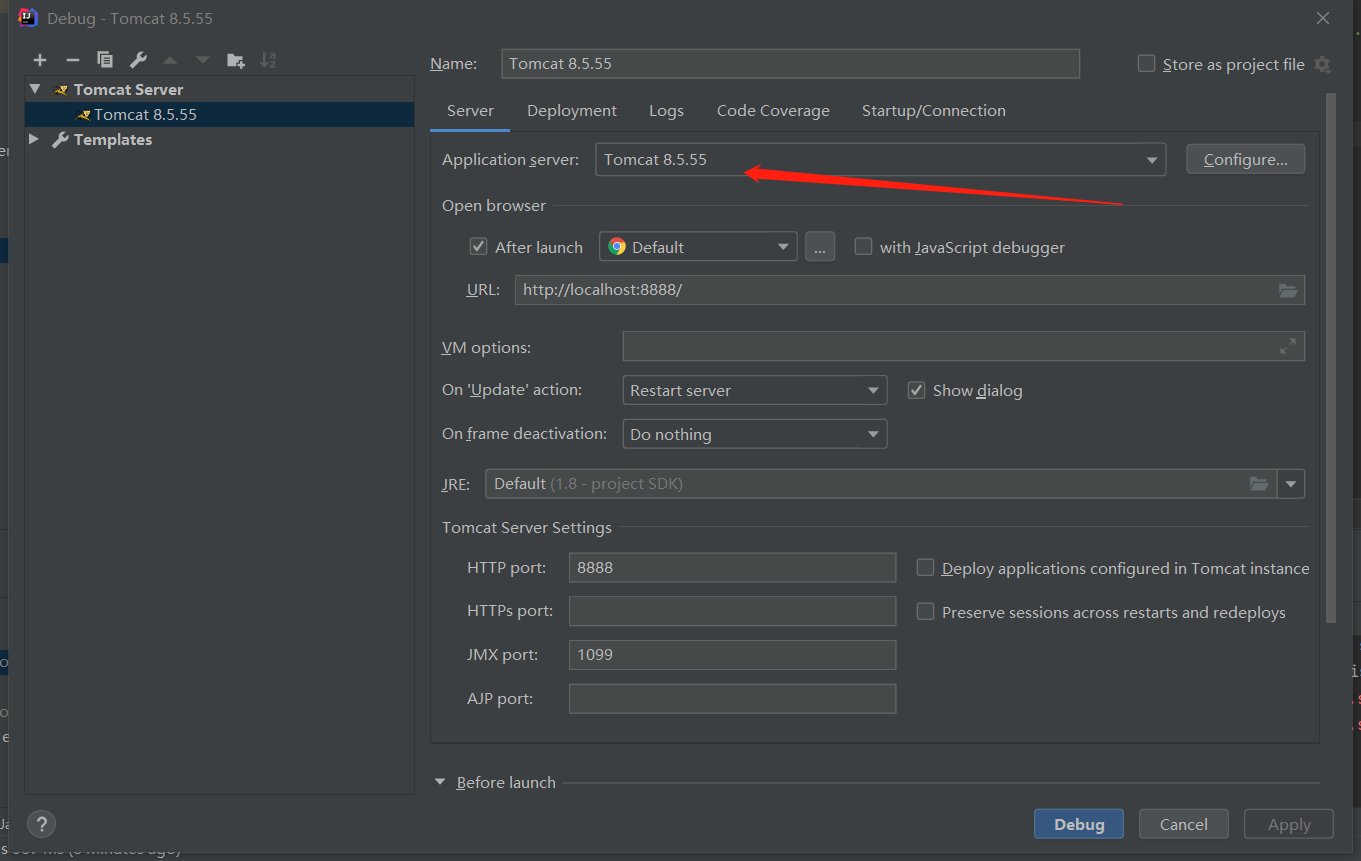 Debug - Tomcat 8.5.55
Tomcat Server
Tomcat 8.5.55
Templates
Name: Tomcat 8.5.55 Store as project file
Server Deployment Logs Code Coverage Startup/Connection
Application server: Tomcat 8.5.55 Configure...
Open browser
After launch Default ... with JavaScript debugger
URL: http://localhost:8888/
VM options:
On 'Update' action: Restart server Show dialog
On frame deactivation: Do nothing
JRE: Default (1.8 - project SDK)
Tomcat Server Settings
HTTP port: 8888 Deploy applications configured in Tomcat instance
HTTPs port: Preserve sessions across restarts and redeploys
JMX port: 1099
AJP port:
Before launch
? Debug Cancel Apply